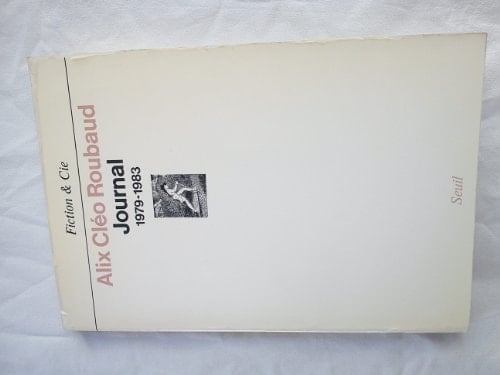 Fiction & Cie
Alix Cléo Roubaud
Journal
1979-1983
Seuil